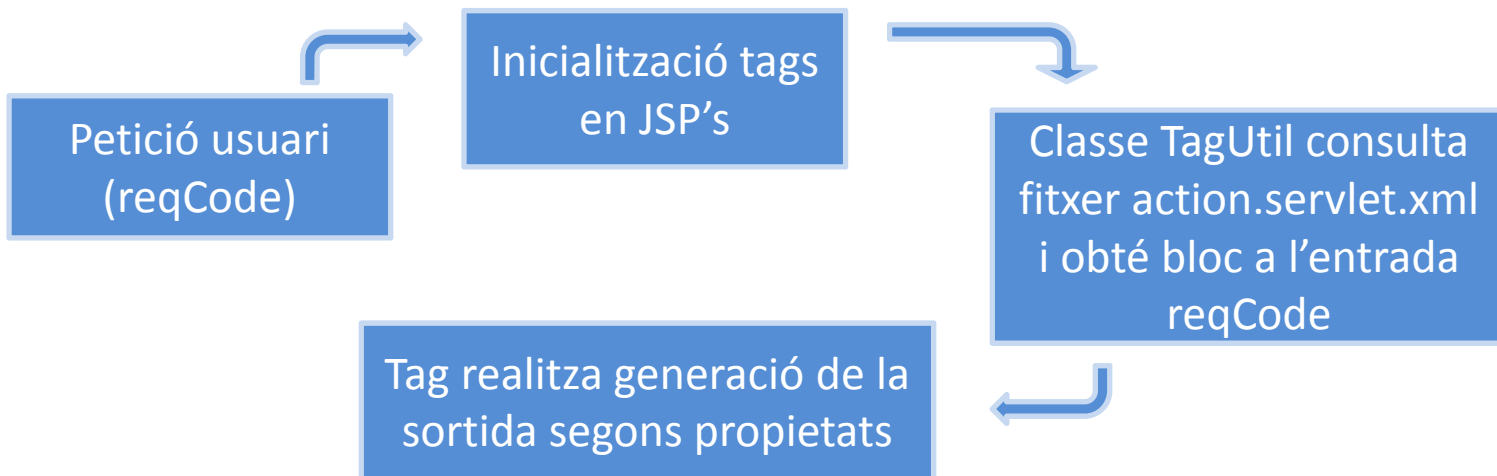 Petició usuari
(reqCode)
Inicialització tags
en JSP’s
Classe TagUtil consulta
fitxer action.servlet.xml
i obté bloc a l’entrada
reqCode
Tag realitza generació de la
sortida segons propietats